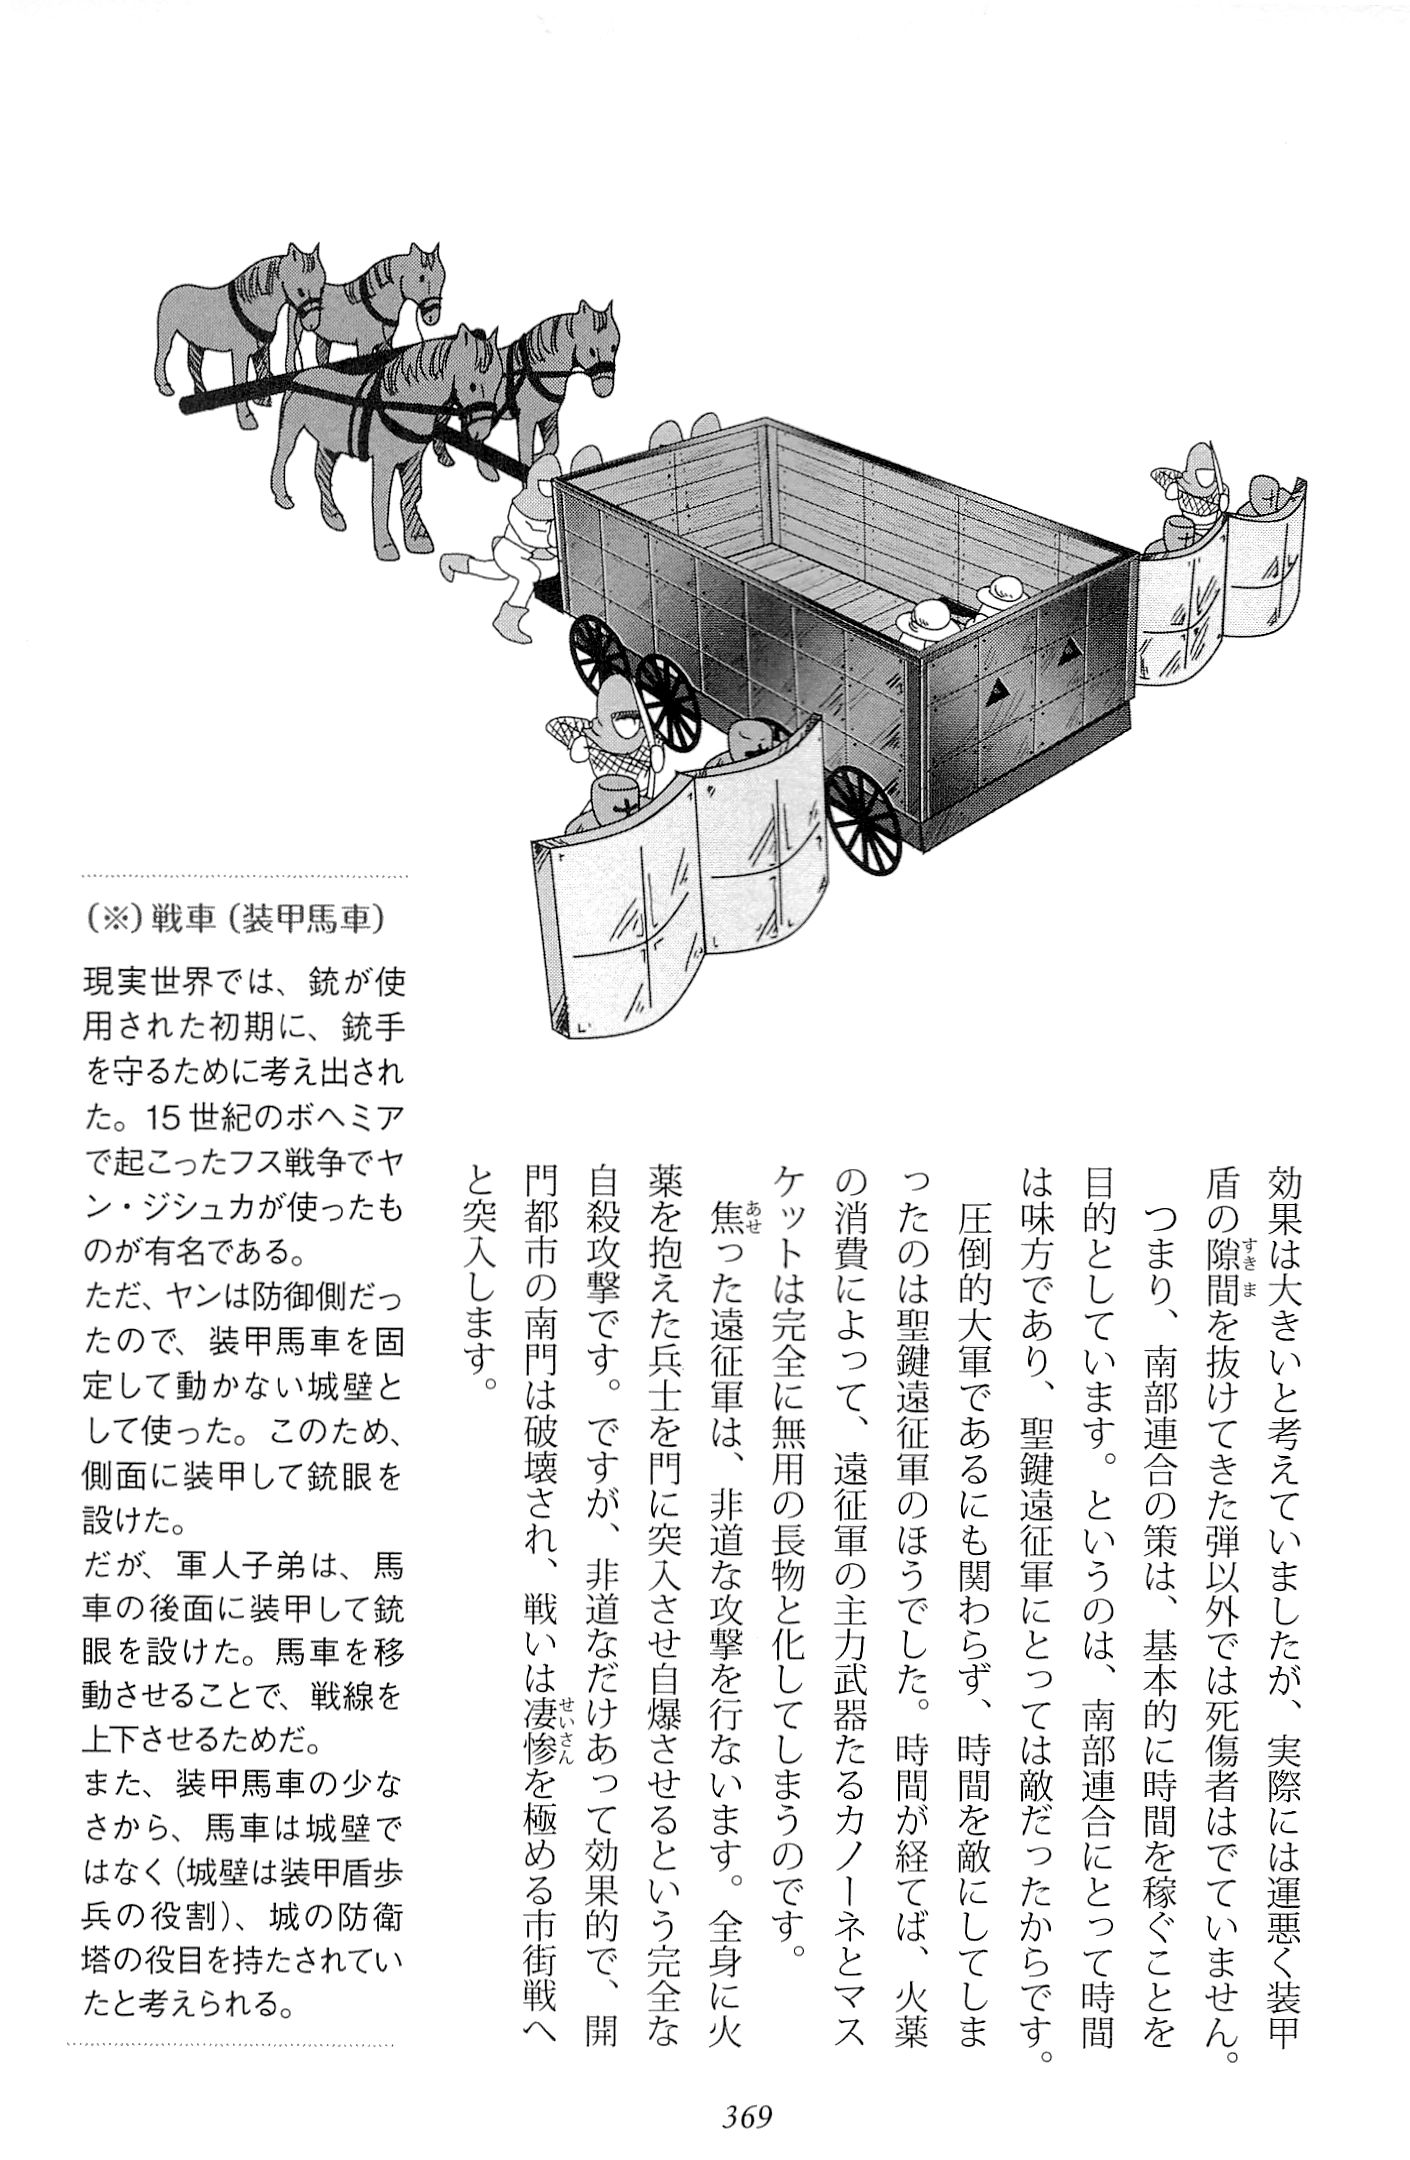 効果は大きいと考えていましたが、実際には運悪く装甲
盾の隙間を抜けてきた弾以外では死傷者はでていません。
すきま
つまり、南部連合の策は、基本的に時間を稼ぐことを
目的としています。というのは、南部連合にとって時間
は味方であり、聖鍵遠征軍にとっては敵だったからです。
圧倒的大軍であるにも関わらず、時間を敵にしてしま
ったのは聖鍵遠征軍のほうでした。時間が経てば、火薬
の消費によって、遠征軍の主力武器たるカノーネとマス
ケットは完全に無用の長物と化してしまうのです。
焦った遠征軍は、非道な攻撃を行ないます。全身に火
あせ
薬を抱えた兵士を門に突入させ自爆させるという完全な
自殺攻撃です。ですが、非道なだけあって効果的で、開
門都市の南門は破壊され、戦いは凄惨を極める市街戦へ
せいさん
と突入します。
(※)戦車(装甲馬車)
現実世界では、銃が使
用された初期に、銃手
を守るために考え出され
た。15世紀のボヘミア
で起こったフス戦争でヤ
ン・ジシュカが使ったも
のが有名である。
ただ、ヤンは防御側だっ
たので、装甲馬車を固
定して動かない城壁と
して使った。このため、
側面に装甲して銃眼を
設けた。
だが、軍人子弟は、馬
車の後面に装甲して銃
眼を設けた。馬車を移
動させることで、戦線を
上下させるためだ。
また、装甲馬車の少な
さから、馬車は城壁で
はなく(城壁は装甲盾歩
兵の役割)、城の防衛
塔の役目を持たされてい
たと考えられる。
369